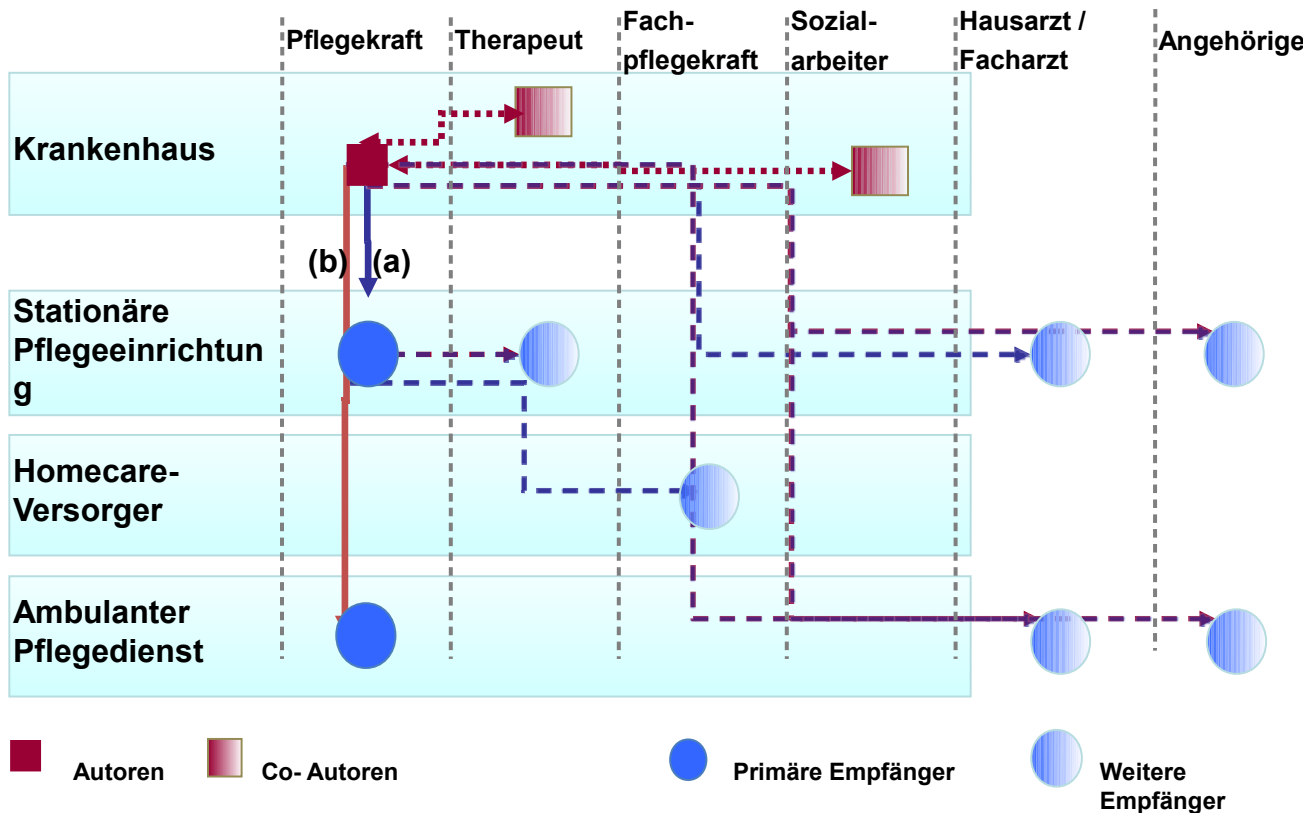 Pflegekraft
Therapeut
Fach-
pflegekraft
Sozial-
arbeiter
Hausarzt /
Facharzt
Angehörige
Krankenhaus
(b)
(a)
Stationäre
Pflegeeinrichtun
g
Homecare-
Versorger
Ambulanter
Pflegedienst
Autoren
Co- Autoren
Primäre Empfänger
Weitere
Empfänger